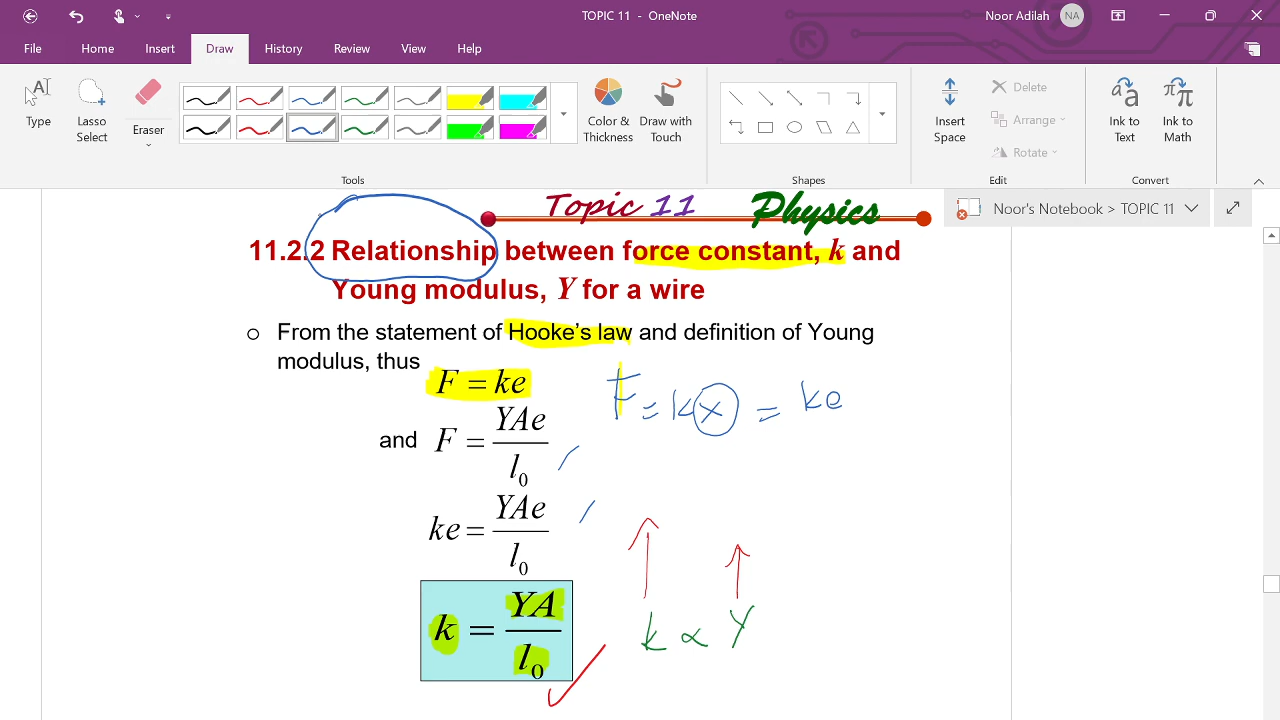 TOPIC 11 - OneNote
Noor Adilah NA
File Home Insert Draw History Review View Help
Type
Lasso Select
Eraser
Color & Thickness
Draw with Touch
Insert Space
Delete
Arrange
Rotate
Ink to Text
Ink to Math
Tools
Shapes
Edit
Convert
Topic 11 Physics
Noor's Notebook > TOPIC 11
11.2.2 Relationship between force constant, k and
Young modulus, Y for a wire
o From the statement of Hooke's law and definition of Young
modulus, thus
F = ke
F = kx = ke
and F = YAe / l₀
ke = YAe / l₀
k = YA / l₀
k ∝ Y